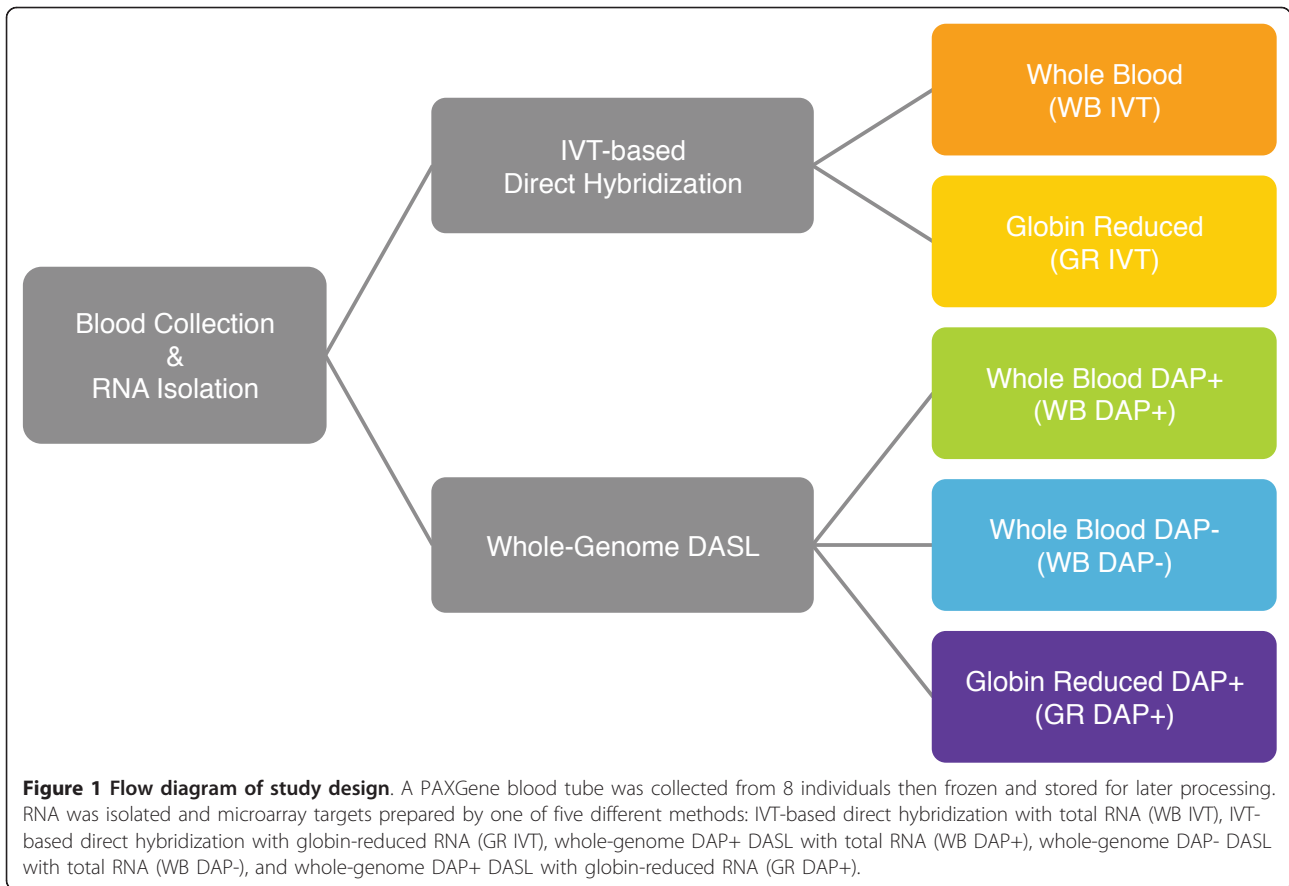 Blood Collection
&
RNA Isolation
IVT-based
Direct Hybridization
Whole-Genome DASL
Whole Blood
(WB IVT)
Globin Reduced
(GR IVT)
Whole Blood DAP+
(WB DAP+)
Whole Blood DAP-
(WB DAP-)
Globin Reduced DAP+
(GR DAP+)
Figure 1 Flow diagram of study design. A PAXGene blood tube was collected from 8 individuals then frozen and stored for later processing.
RNA was isolated and microarray targets prepared by one of five different methods: IVT-based direct hybridization with total RNA (WB IVT), IVT-
based direct hybridization with globin-reduced RNA (GR IVT), whole-genome DAP+ DASL with total RNA (WB DAP+), whole-genome DAP- DASL
with total RNA (WB DAP-), and whole-genome DAP+ DASL with globin-reduced RNA (GR DAP+).